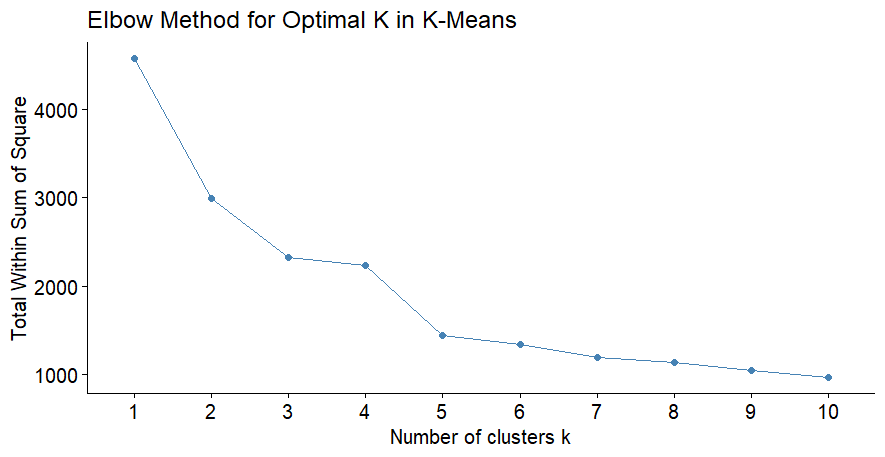 Elbow Method for Optimal K in K-Means
Total Within Sum of Square
4000
3000
2000
1000
1 2 3 4 5 6 7 8 9 10
Number of clusters k